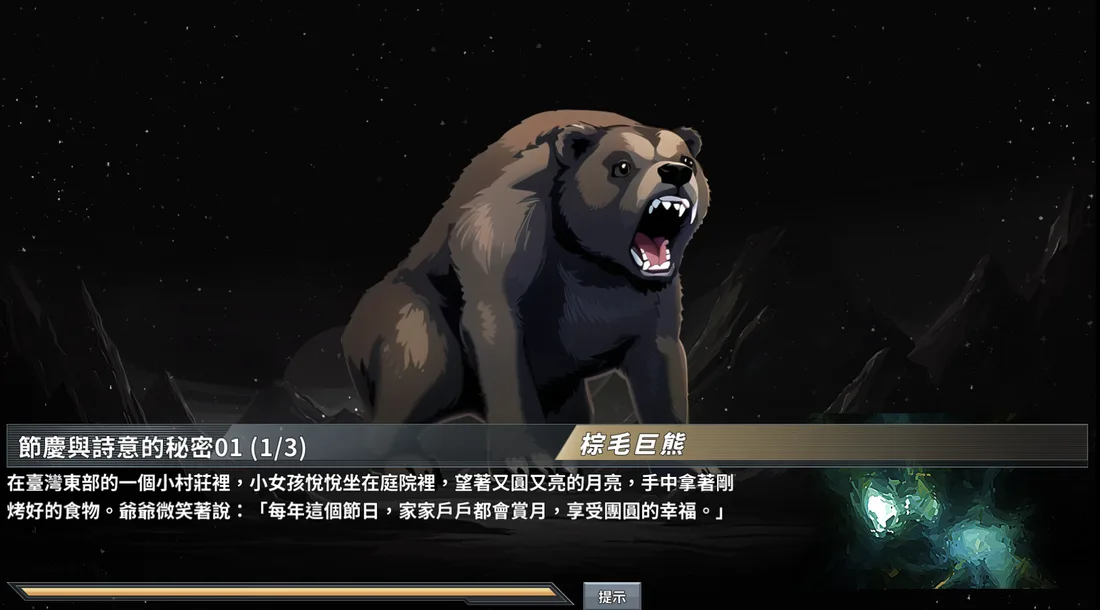 節慶與詩意的秘密01 (1/3)
棕毛巨熊
在臺灣東部的一個小村莊裡，小女孩悅悅坐在庭院裡，望著又圓又亮的月亮，手中拿著剛
烤好的食物。爺爺微笑著說：「每年這個節日，家家戶戶都會賞月，享受團圓的幸福。」
提示